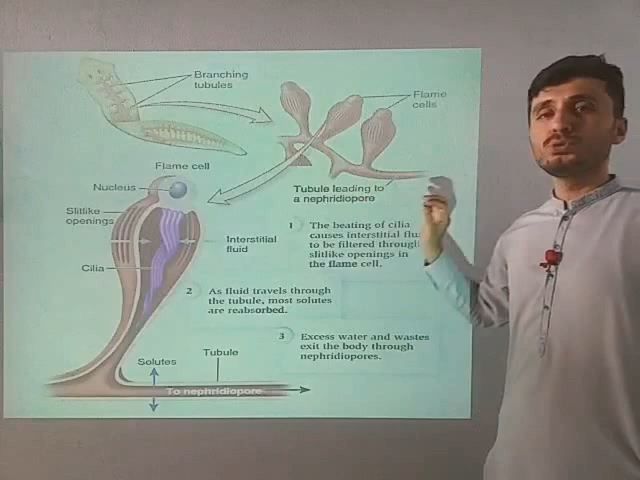 Branching
tubules
Flame
cells
Flame cell
Nucleus
Tubule leading to
a nephridiopore
Slitlike
openings
Interstitial
fluid
Cilia
1 The beating of cilia
causes interstitial flu
to be filtered throug
slitlike openings in
the flame cell.
2 As fluid travels through
the tubule, most solutes
are reabsorbed.
3 Excess water and wastes
exit the body through
nephridiopores.
Solutes
Tubule
To nephridiopore